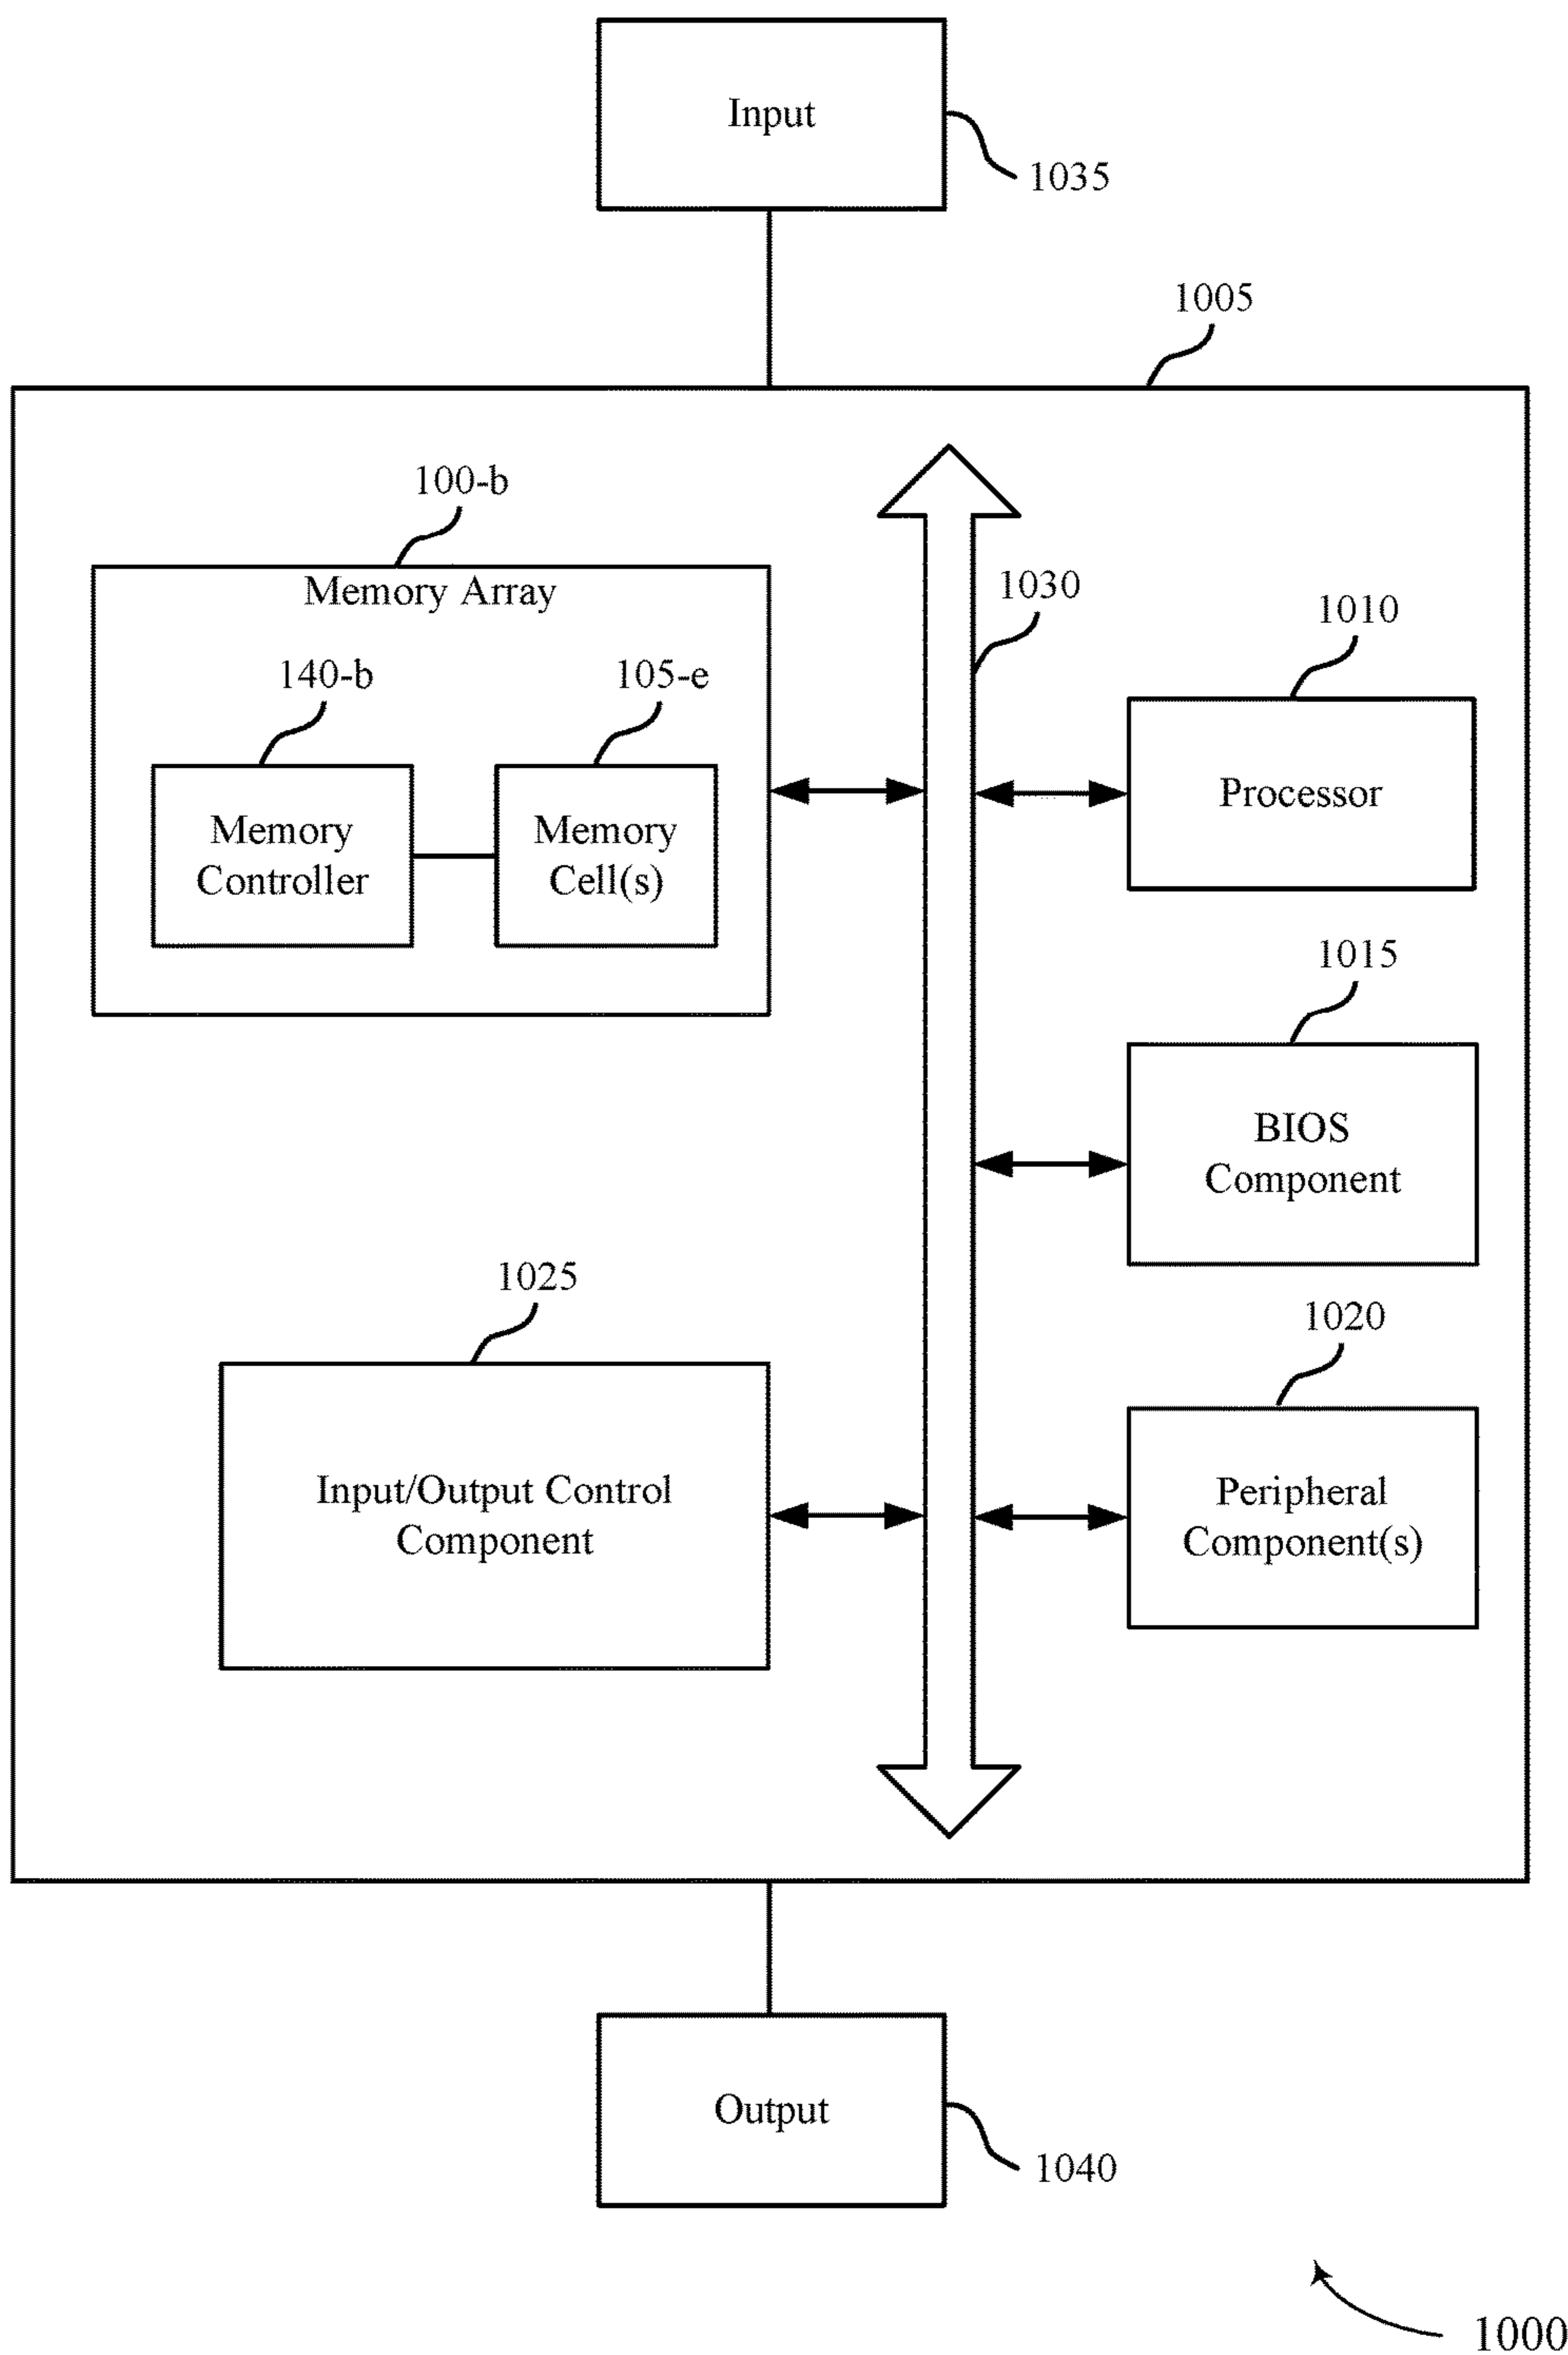 Input
1035
1005
100-b
Memory Array
1030
1010
140-b
105-e
Processor
Memory
Controller
Memory
Cell(s)
1015
BIOS
Component
1025
1020
Input/Output Control
Component
Peripheral
Component(s)
Output
1040
1000